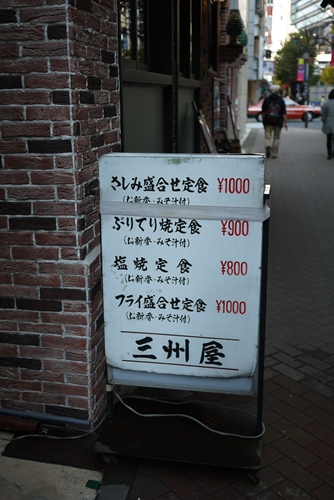 さしみ盛合せ定食 ¥1000
(お新香・みそ汁付)
ぶりてり焼定食 ¥900
(お新香・みそ汁付)
塩焼定食 ¥800
(お新香・みそ汁付)
フライ盛合せ定食 ¥1000
(お新香・みそ汁付)
三州屋